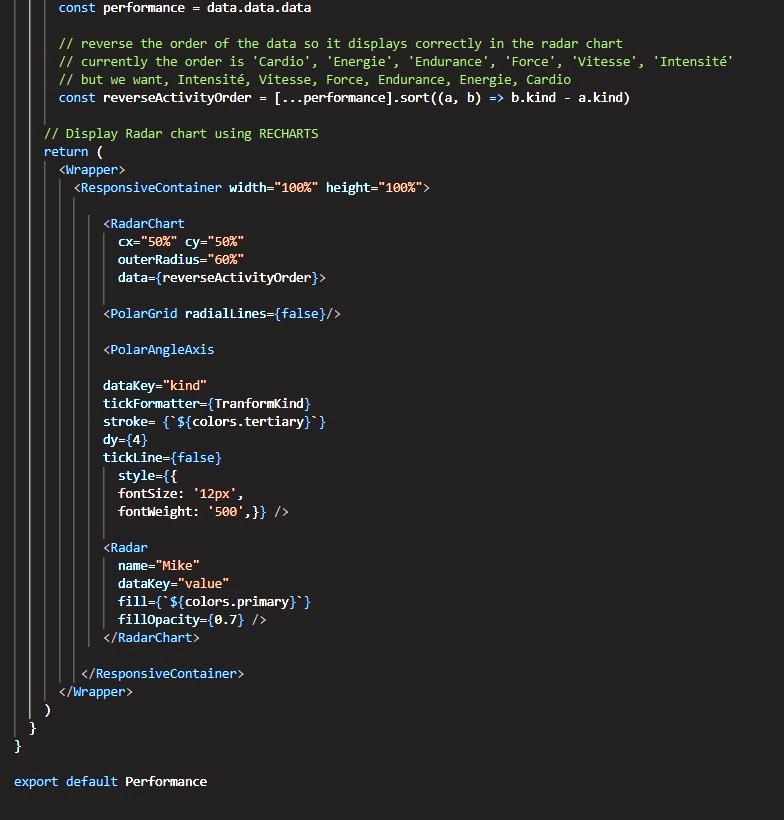 const performance = data.data.data
// reverse the order of the data so it displays correctly in the radar chart
// currently the order is 'Cardio', 'Energie', 'Endurance', 'Force', 'Vitesse', 'Intensité'
// but we want, Intensité, Vitesse, Force, Endurance, Energie, Cardio
const reverseActivityOrder = [...performance].sort((a, b) => b.kind - a.kind)
// Display Radar chart using RECHARTS
return (
<Wrapper>
<ResponsiveContainer width="100%" height="100%">
<RadarChart
cx="50%" cy="50%"
outerRadius="60%"
data={reverseActivityOrder}>
<PolarGrid radialLines={false}/>
<PolarAngleAxis
dataKey="kind"
tickFormatter={TranformKind}
stroke= {`${colors.tertiary}`}
dy={4}
tickLine={false}
style={{
fontSize: '12px',
fontWeight: '500',}} />
<Radar
name="Mike"
dataKey="value"
fill={`${colors.primary}`}
fillOpacity={0.7} />
</RadarChart>
</ResponsiveContainer>
</Wrapper>
)
}
}
export default Performance